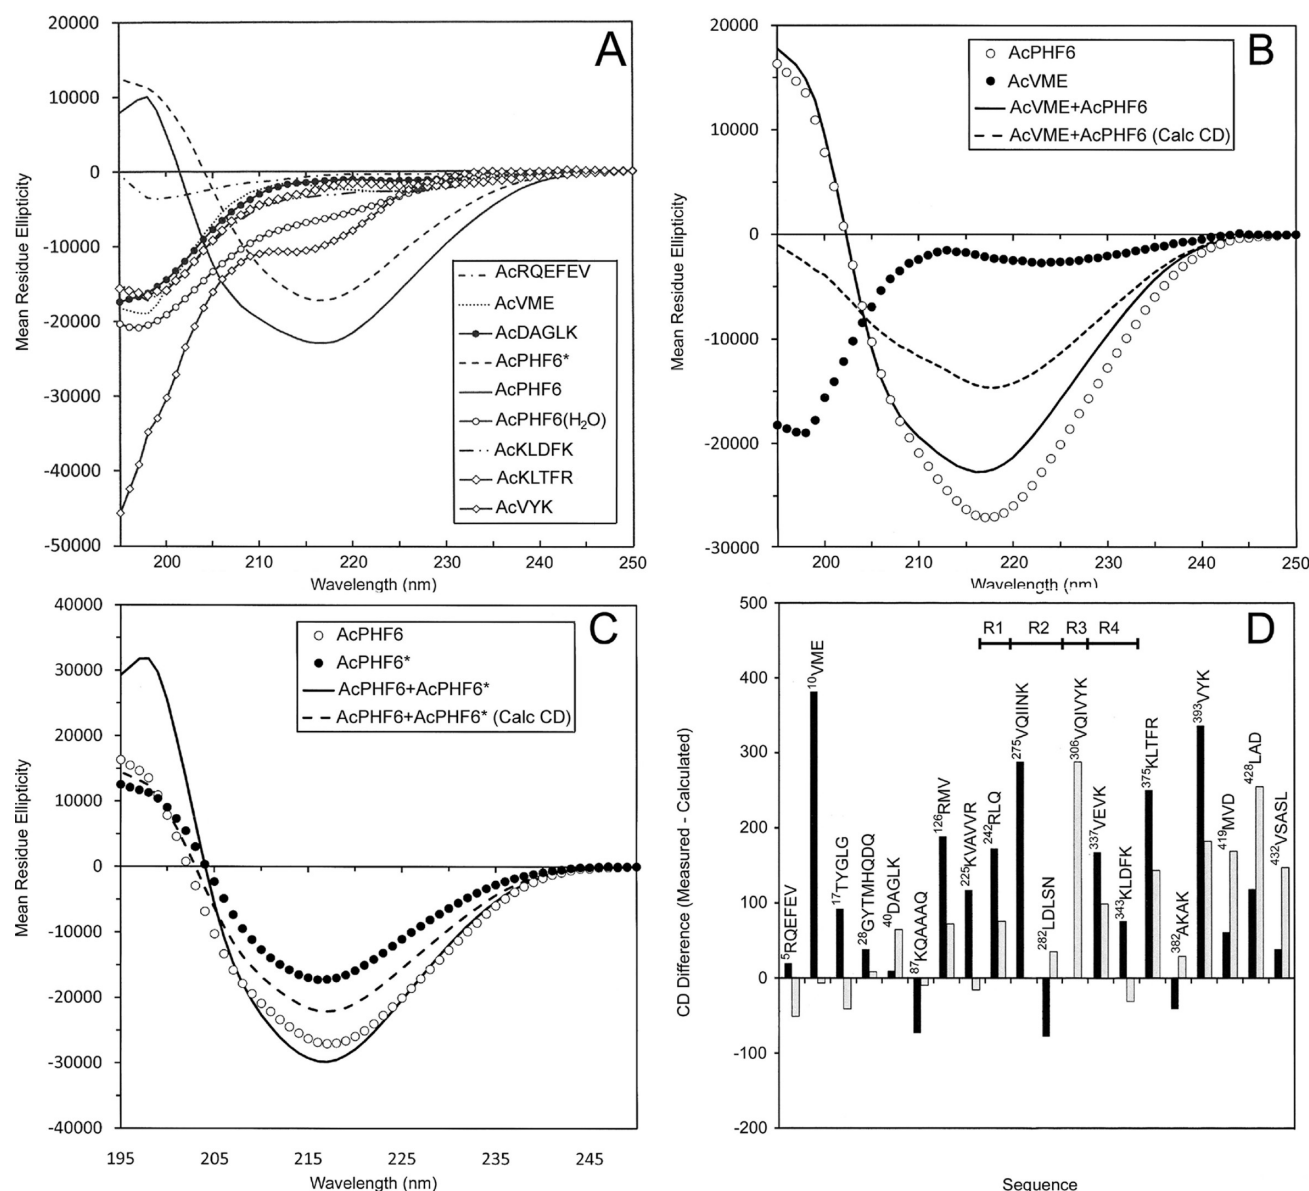 A
20000
10000
0
-10000
-20000
-30000
-40000
-50000
Mean Residue Ellipticity
AcRQEFEV
AcVME
AcDAGLK
AcPHF6*
AcPHF6
AcPHF6(H₂O)
AcKLDFK
AcKLTFR
AcVYK
200 210 220 230 240 250
Wavelength (nm)
B
20000
10000
0
-10000
-20000
-30000
Mean Residue Ellipticity
AcPHF6
AcVME
AcVME+AcPHF6
AcVME+AcPHF6 (Calc CD)
200 210 220 230 240 250
Wavelength (nm)
C
40000
30000
20000
10000
0
-10000
-20000
-30000
-40000
Mean Residue Ellipticity
AcPHF6
AcPHF6*
AcPHF6+AcPHF6*
AcPHF6+AcPHF6* (Calc CD)
195 205 215 225 235 245
Wavelength (nm)
D
500
400
300
200
100
0
-100
-200
CD Difference (Measured - Calculated)
R1 R2 R3 R4
⁵RQEFEV
¹⁰VME
¹⁷TYGLG
²⁸GYTMHQDQ
⁴⁰DAGLK
⁸⁷KQAAAQ
¹²⁶RMV
²²⁵KVAVVR
²⁴²RLQ
²⁷⁵VQIINK
²⁸²LDLSN
³⁰⁶VQIVYK
³³⁷VEVK
³⁴³KLDFK
³⁷⁵KLTFR
³⁸²AKAK
³⁹³VYK
⁴¹⁹MVD
⁴²⁸LAD
⁴³²VSASL
Sequence